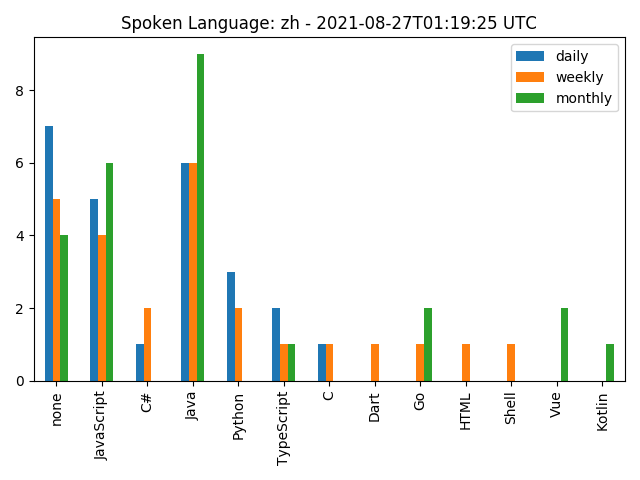 Spoken Language: zh - 2021-08-27T01:19:25 UTC
daily
weekly
monthly
8
6
4
2
0
none
JavaScript
C#
Java
Python
TypeScript
C
Dart
Go
HTML
Shell
Vue
Kotlin